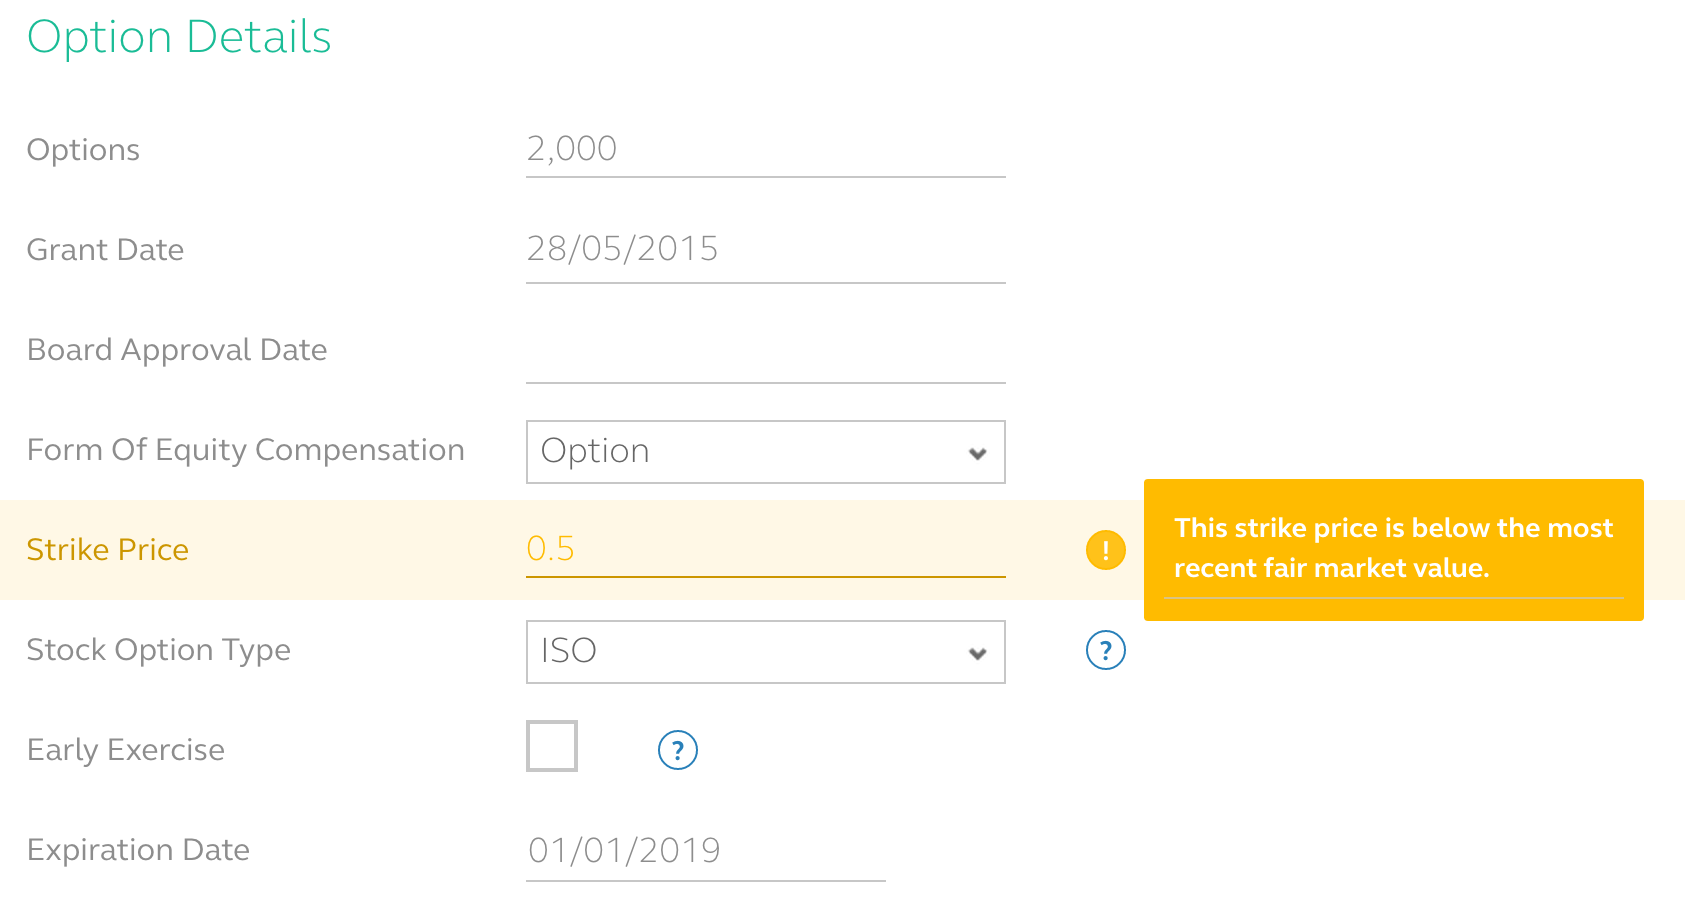 Option Details
Options 2,000
Grant Date 28/05/2015
Board Approval Date
Form Of Equity Compensation Option
Strike Price 0.5 ! This strike price is below the most
recent fair market value.
Stock Option Type ISO ?
Early Exercise ?
Expiration Date 01/01/2019